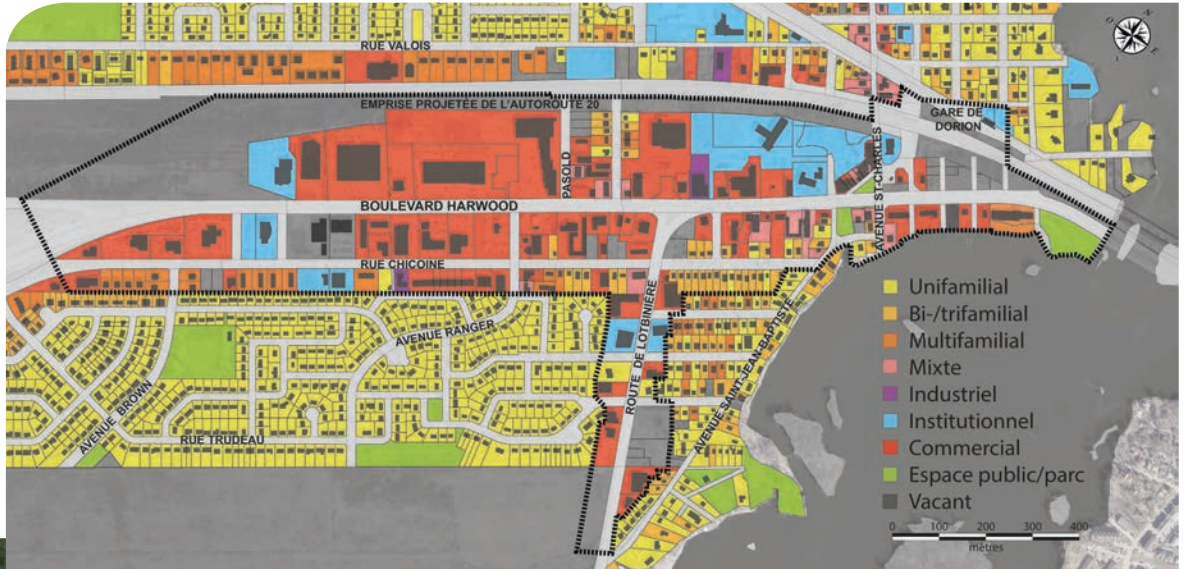 RUE VALOIS
EMPRISE PROJETÉE DE L'AUTOROUTE 20
GARE DE
DORION
PASOLD
AVENUE ST-CHARLES
BOULEVARD HARWOOD
RUE CHICOINE
AVENUE RANGER
ROUTE DE LOTBINIÈRE
AVENUE SAINT-JEAN-BAPTISTE
AVENUE BROWN
RUE TRUDEAU
Unifamilial
Bi-/trifamilial
Multifamilial
Mixte
Industriel
Institutionnel
Commercial
Espace public/parc
Vacant
0 100 200 300 400
mètres